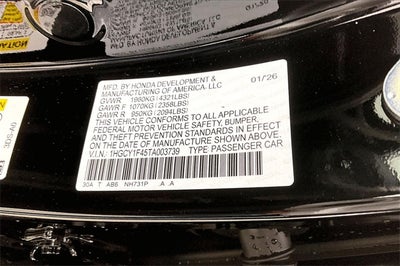 MFD. BY HONDA DEVELOPMENT & 01/26
MANUFACTURING OF AMERICA, LLC
GVWR 1960KG(4321LBS)
GAWR F 1070KG(2358LBS)
GAWR R 950KG(2094LBS)
THIS VEHICLE CONFORMS TO ALL APPLICABLE
FEDERAL MOTOR VEHICLE SAFETY, BUMPER,
AND THEFT PREVENTION STANDARDS IN EFFECT
ON THE DATE OF MANUFACTURE SHOWN ABOVE.
V.I.N.: 1HGCY1F45TA003739 TYPE PASSENGER CAR
30A T AB6 NH731P .A .A